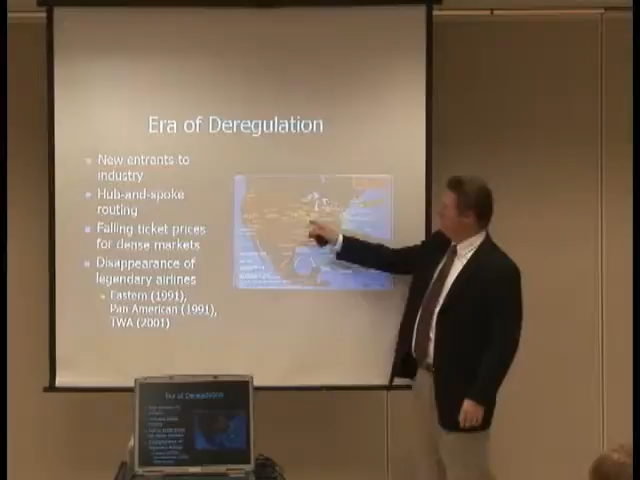 Era of Deregulation
New entrants to
industry
Hub-and-spoke
routing
Falling ticket prices
for dense markets
Disappearance of
legendary airlines
Eastern (1991),
Pan American (1991),
TWA (2001)